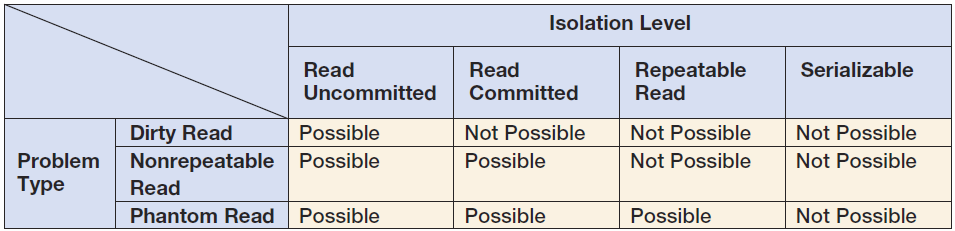 Isolation Level
Read Uncommitted Read Committed Repeatable Read Serializable
Problem Type
Dirty Read Possible Not Possible Not Possible Not Possible
Nonrepeatable Read Possible Possible Not Possible Not Possible
Phantom Read Possible Possible Possible Not Possible